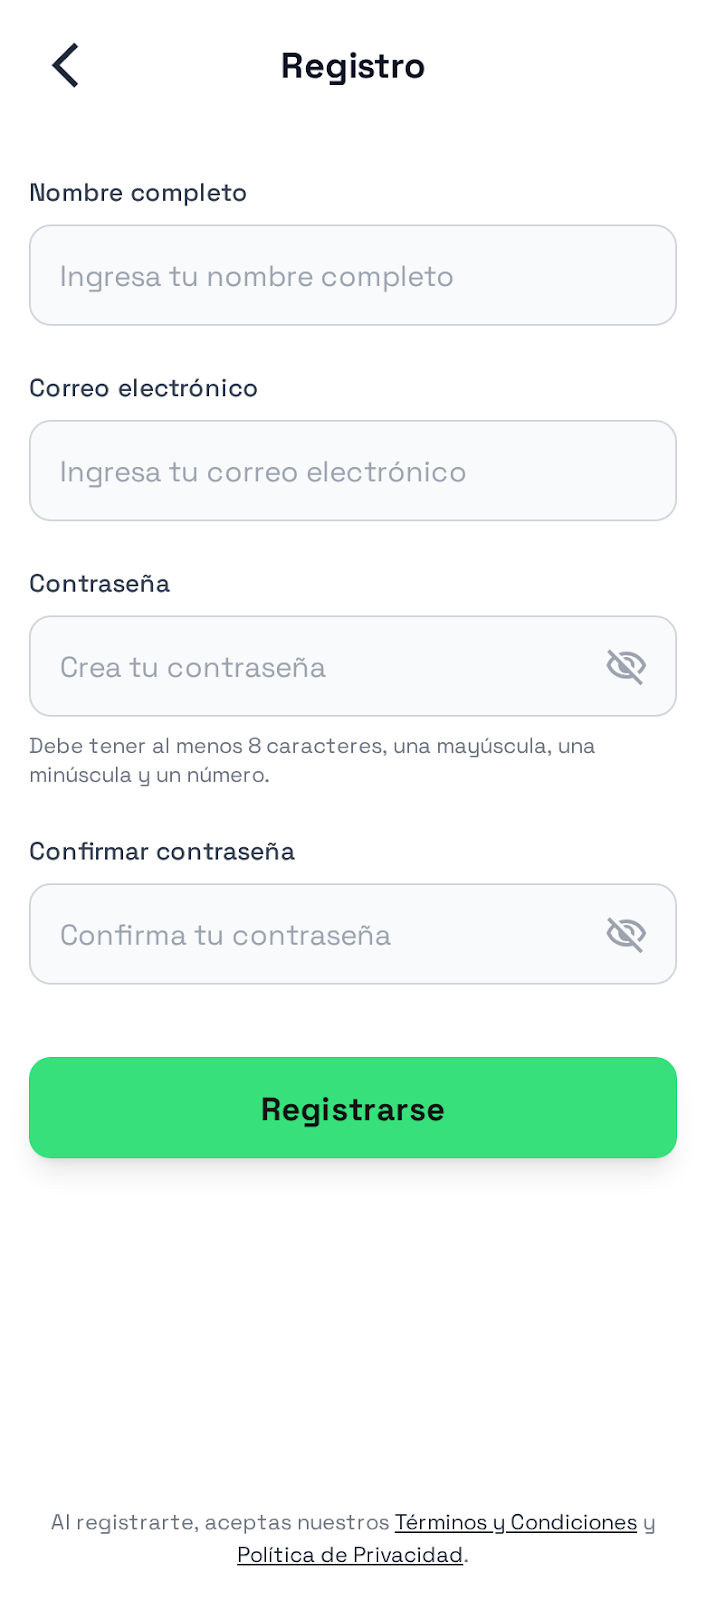 Registro
Nombre completo
Ingresa tu nombre completo
Correo electrónico
Ingresa tu correo electrónico
Contraseña
Crea tu contraseña
Debe tener al menos 8 caracteres, una mayúscula, una
minúscula y un número.
Confirmar contraseña
Confirma tu contraseña
Registrarse
Al registrarte, aceptas nuestros Términos y Condiciones y
Política de Privacidad.